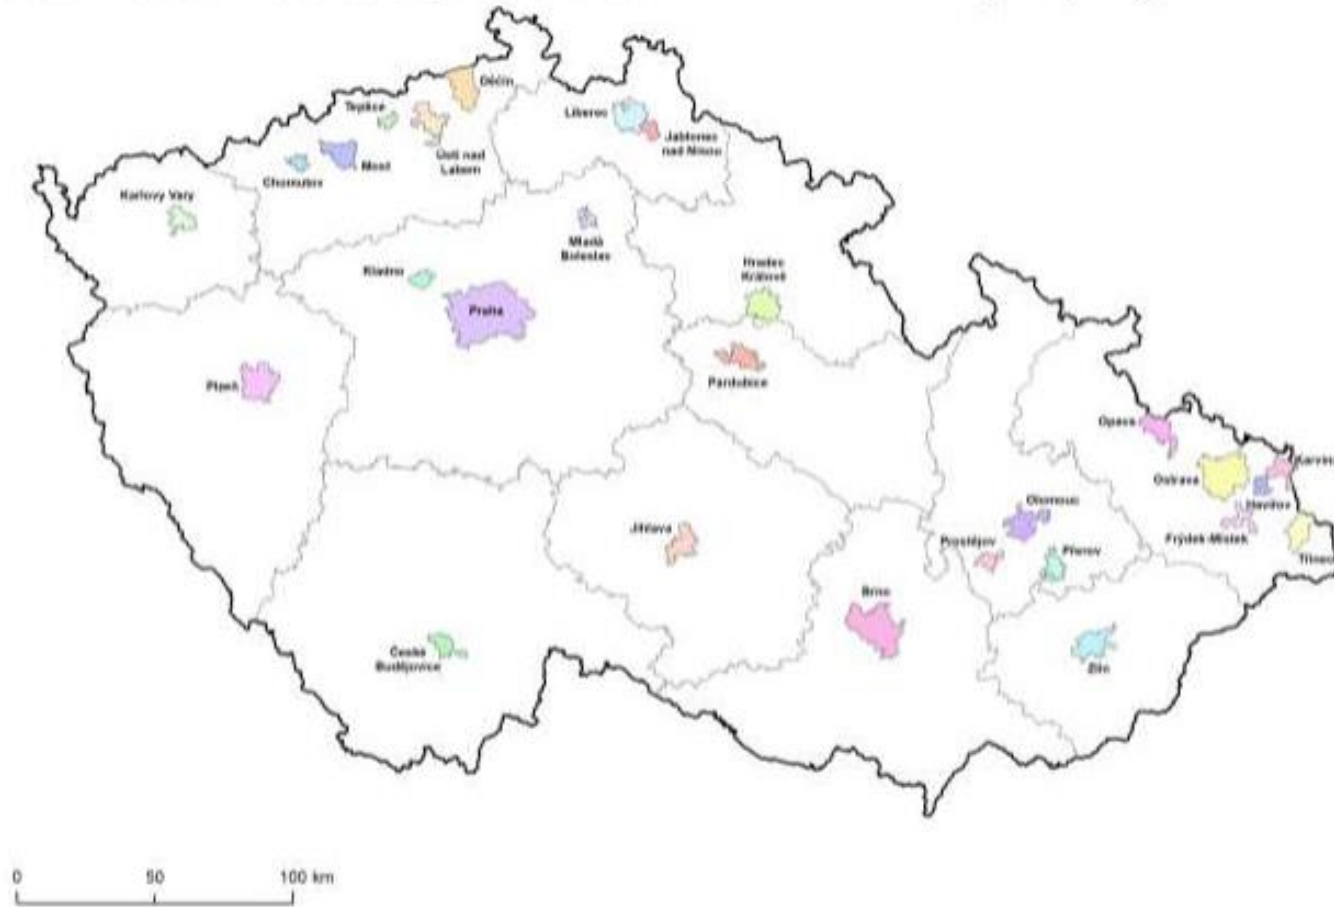 Děčín
Teplice
Ústí nad
Labem
Most
Chomutov
Liberec
Jablonec
nad Nisou
Karlovy Vary
Mladá
Boleslav
Kladno
Praha
Hradec
Králové
Pardubice
Plzeň
Opava
Ostrava
Karviná
Havířov
Frýdek-Místek
Třinec
Olomouc
Prostějov
Přerov
Jihlava
Brno
Zlín
České
Budějovice
0 50 100 km